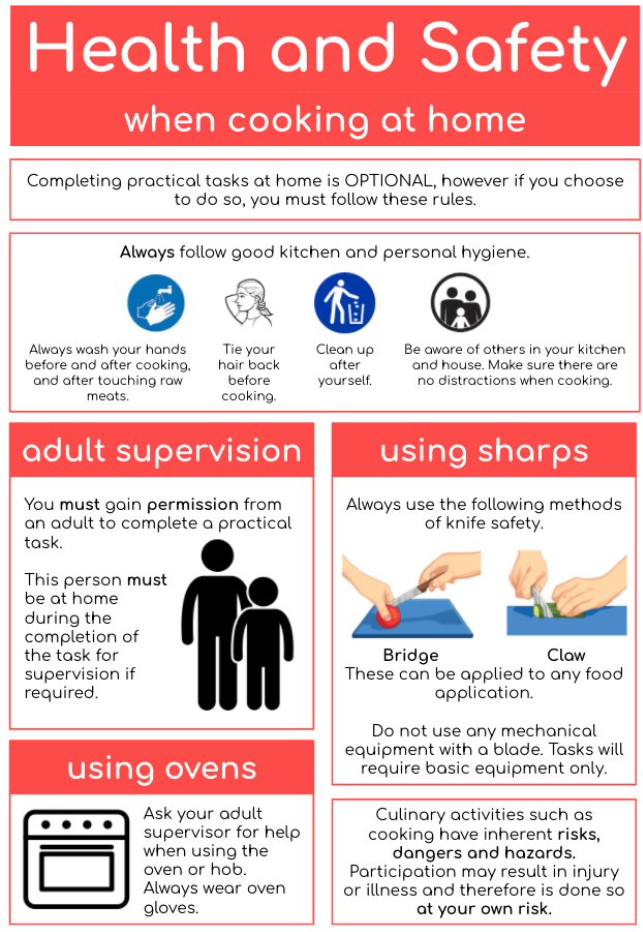 Health and Safety
when cooking at home
Completing practical tasks at home is OPTIONAL, however if you choose
to do so, you must follow these rules.
Always follow good kitchen and personal hygiene.
Always wash your hands
before and after cooking,
and after touching raw
meats.
Tie your
hair back
before
cooking.
Clean up
after
yourself.
Be aware of others in your kitchen
and house. Make sure there are
no distractions when cooking.
adult supervision
You must gain permission from
an adult to complete a practical
task.
This person must
be at home
during the
completion of
the task for
supervision if
required.
using sharps
Always use the following methods
of knife safety.
Bridge
Claw
These can be applied to any food
application.
Do not use any mechanical
equipment with a blade. Tasks will
require basic equipment only.
using ovens
Ask your adult
supervisor for help
when using the
oven or hob.
Always wear oven
gloves.
Culinary activities such as
cooking have inherent risks,
dangers and hazards.
Participation may result in injury
or illness and therefore is done so
at your own risk.